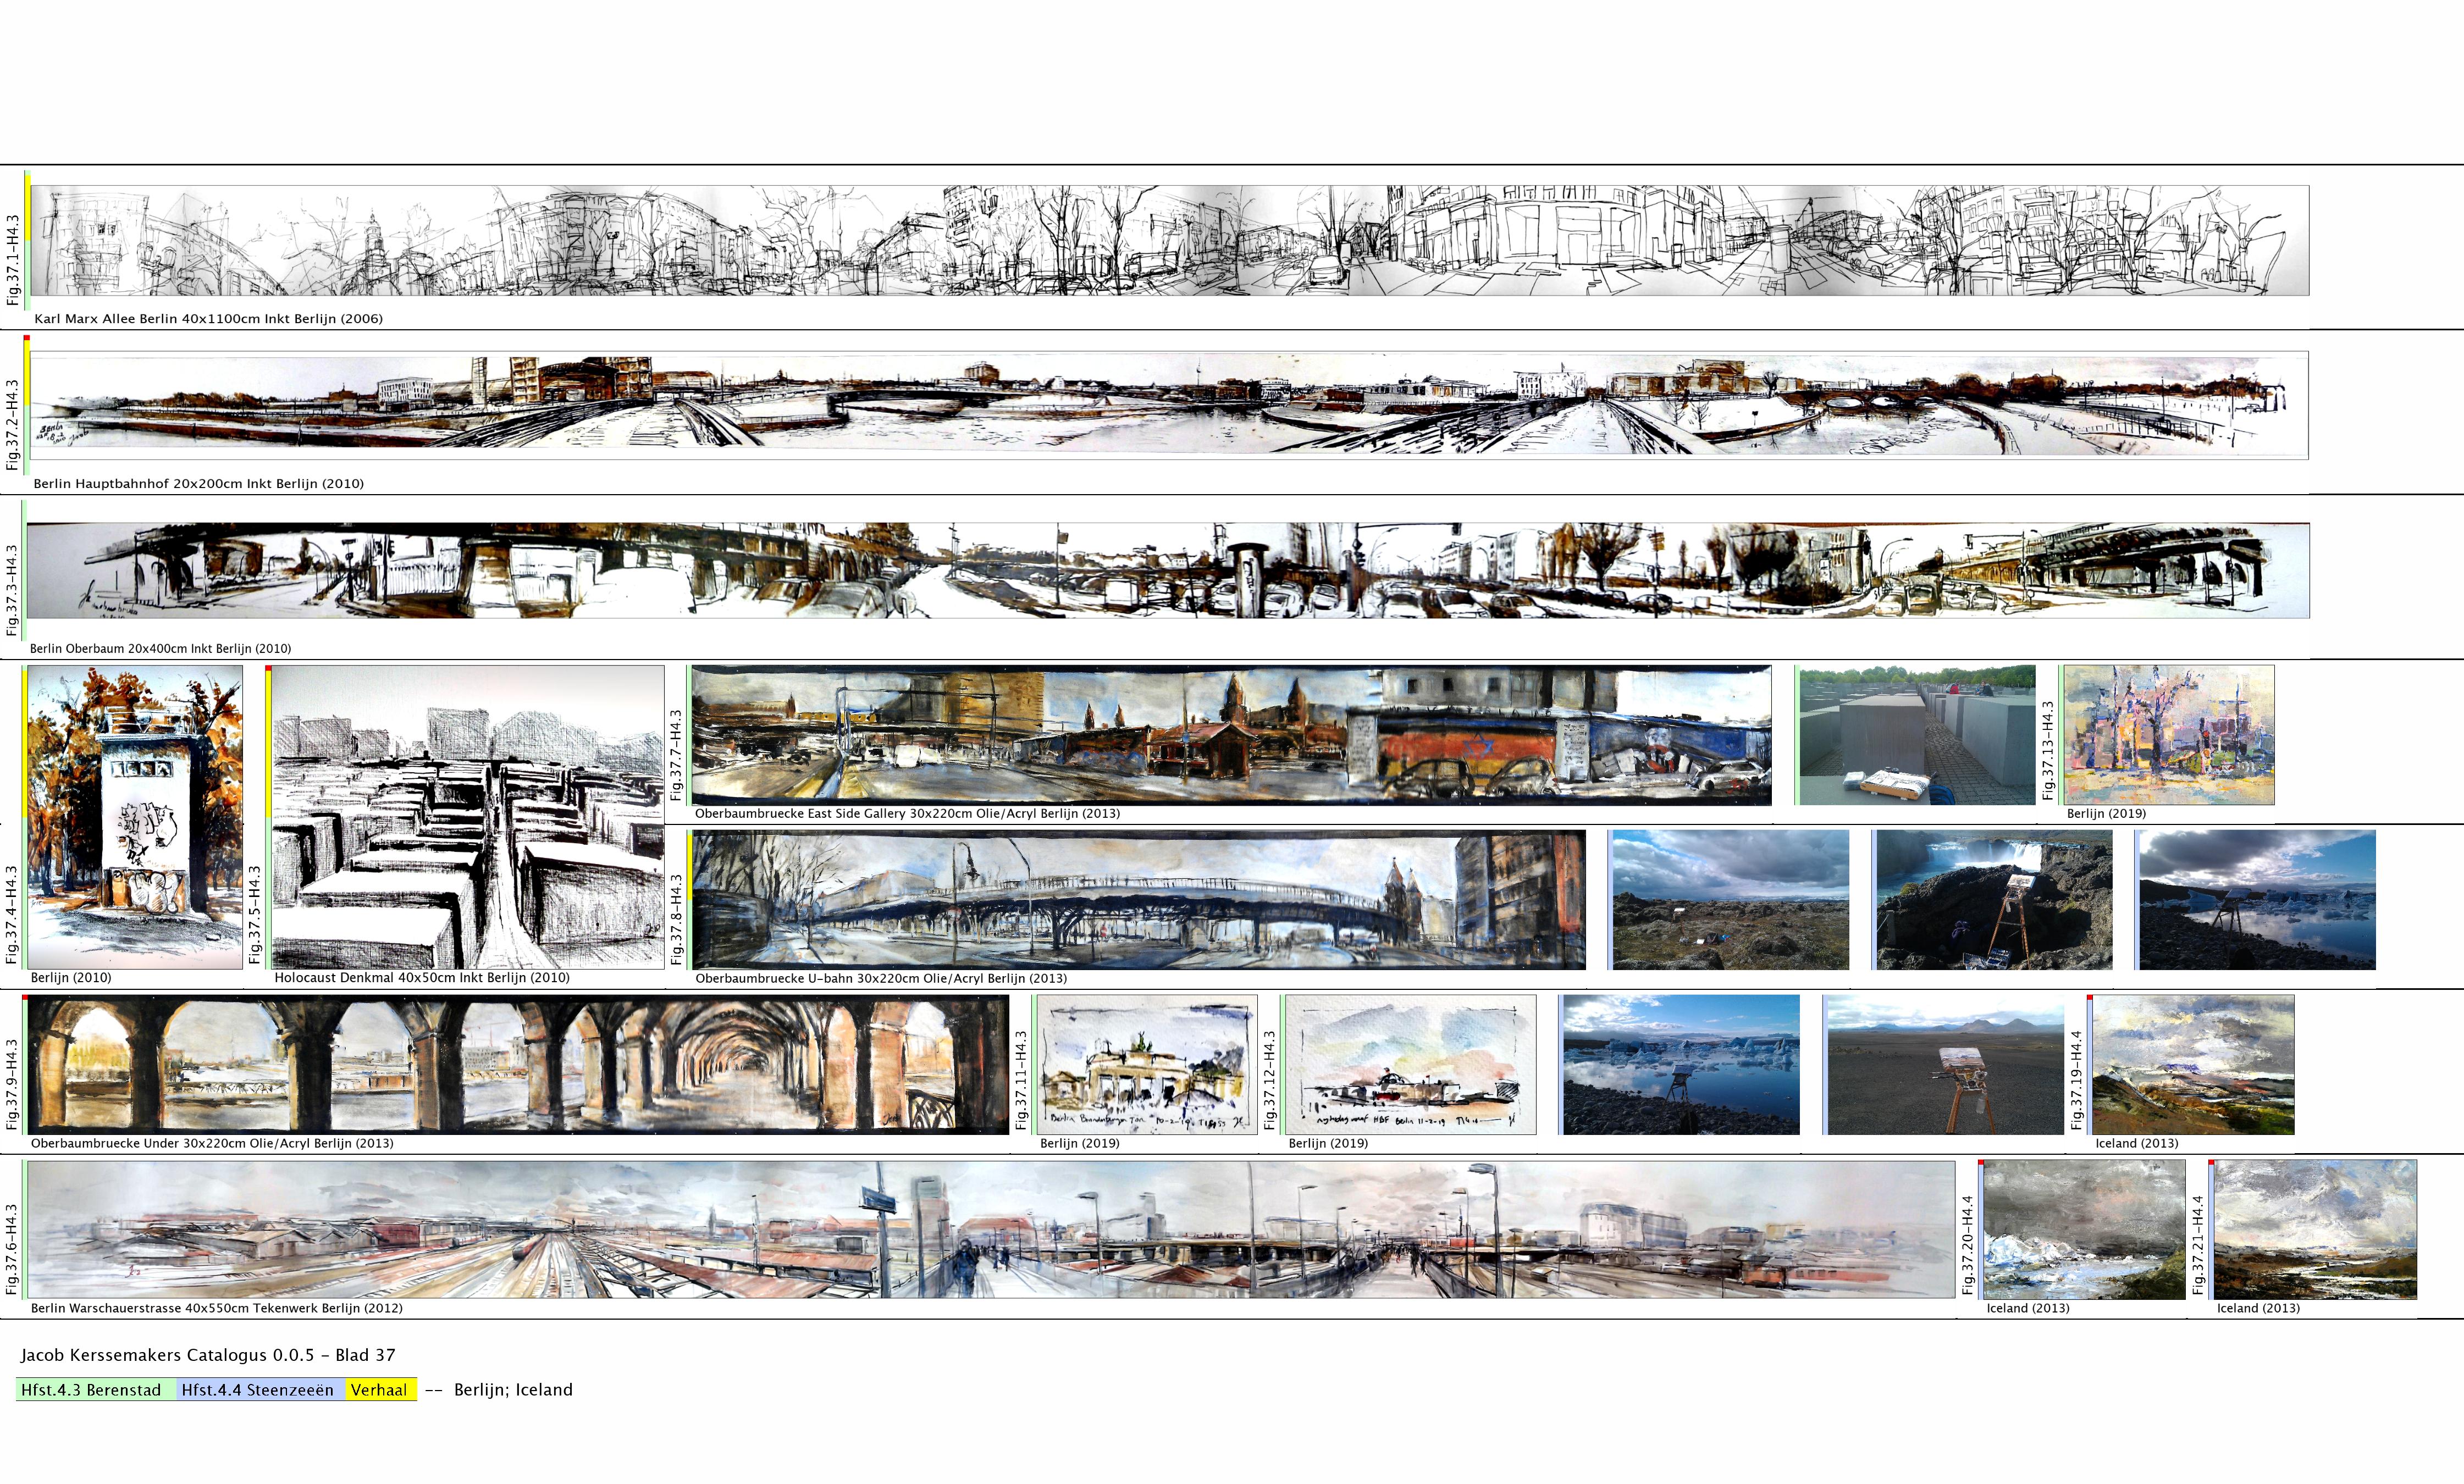 Fig.37.1-H4.3
Karl Marx Allee Berlin 40x1100cm Inkt Berlijn (2006)
Fig.37.2-H4.3
Berlin Hauptbahnhof 20x200cm Inkt Berlijn (2010)
Fig.37.3-H4.3
Berlin Oberbaum 20x400cm Inkt Berlijn (2010)
Fig.37.4-H4.3
Berlijn (2010)
Fig.37.5-H4.3
Holocaust Denkmal 40x50cm Inkt Berlijn (2010)
Fig.37.7-H4.3
Oberbaumbruecke East Side Gallery 30x220cm Olie/Acryl Berlijn (2013)
Fig.37.13-H4.3
Berlijn (2019)
Fig.37.8-H4.3
Oberbaumbruecke U-bahn 30x220cm Olie/Acryl Berlijn (2013)
Fig.37.9-H4.3
Oberbaumbruecke Under 30x220cm Olie/Acryl Berlijn (2013)
Fig.37.11-H4.3
Berlijn (2019)
Fig.37.12-H4.3
Berlijn (2019)
Fig.37.19-H4.4
Iceland (2013)
Fig.37.6-H4.3
Berlin Warschauerstrasse 40x550cm Tekenwerk Berlijn (2012)
Fig.37.20-H4.4
Iceland (2013)
Fig.37.21-H4.4
Iceland (2013)
Jacob Kerssemakers Catalogus 0.0.5 - Blad 37
Hfst.4.3 Berenstad Hfst.4.4 Steenzeeën Verhaal -- Berlijn; Iceland